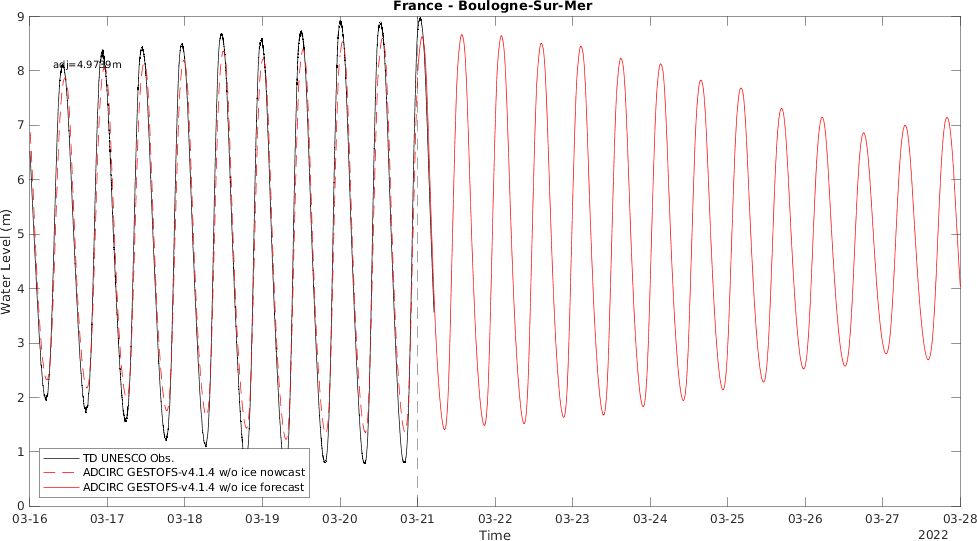 France - Boulogne-Sur-Mer
9
8
7
6
5
4
3
2
1
0
Water Level (m)
adj=4.9739m
TD UNESCO Obs.
ADCIRC GESTOFS-v4.1.4 w/o ice nowcast
ADCIRC GESTOFS-v4.1.4 w/o ice forecast
03-16 03-17 03-18 03-19 03-20 03-21 03-22 03-23 03-24 03-25 03-26 03-27 03-28
Time
2022